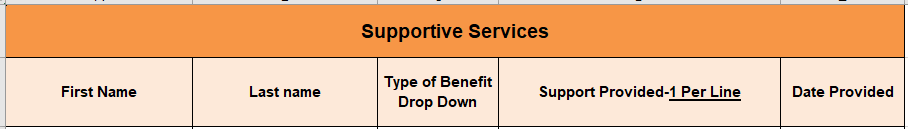 Supportive Services
First Name
Last name
Type of Benefit
Drop Down
Support Provided-1 Per Line
Date Provided